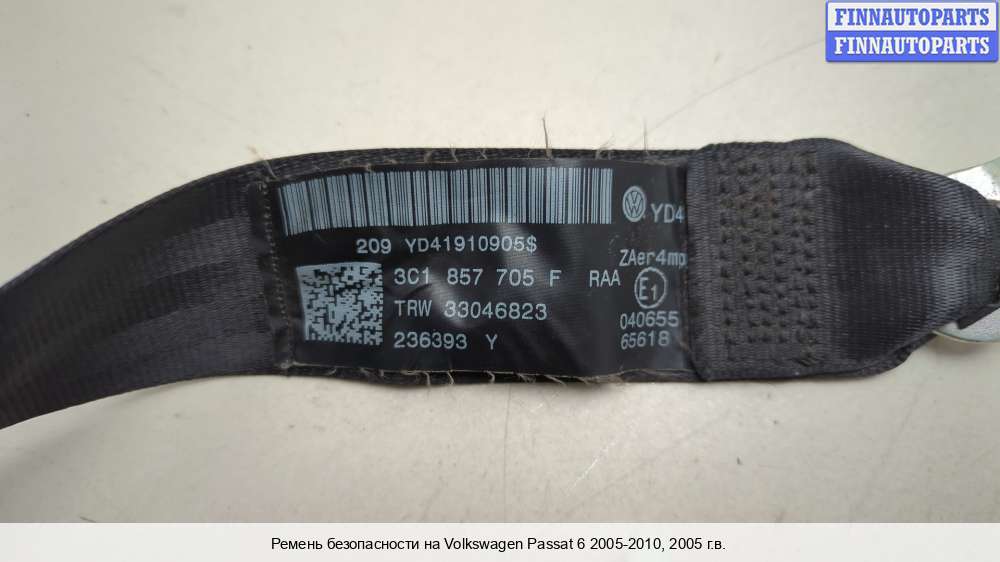 FINNAUTOPARTS
FINNAUTOPARTS
YD4
209 YD41910905$
ZAer4mp
3C1 857 705 F RAA
E1
TRW 33046823
040655
236393 Y
65618
Ремень безопасности на Volkswagen Passat 6 2005-2010, 2005 г.в.